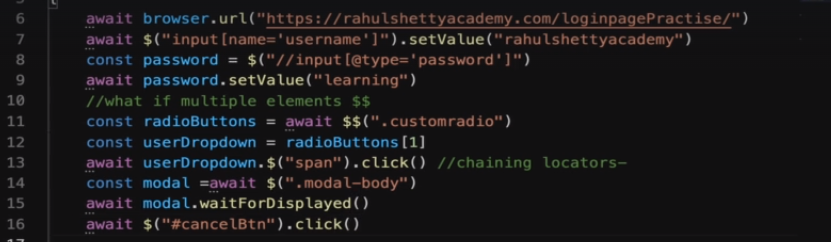 6 await browser.url("https://rahulshettyacademy.com/loginpagePractise/")
7 await $("input[name='username']").setValue("rahulshettyacademy")
8 const password = $("//input[@type='password']")
9 await password.setValue("learning")
10 //what if multiple elements $$
11 const radioButtons = await $$(".customradio")
12 const userDropdown = radioButtons[1]
13 await userDropdown.$("span").click() //chaining locators-
14 const modal =await $(".modal-body")
15 await modal.waitForDisplayed()
16 await $("#cancelBtn").click()